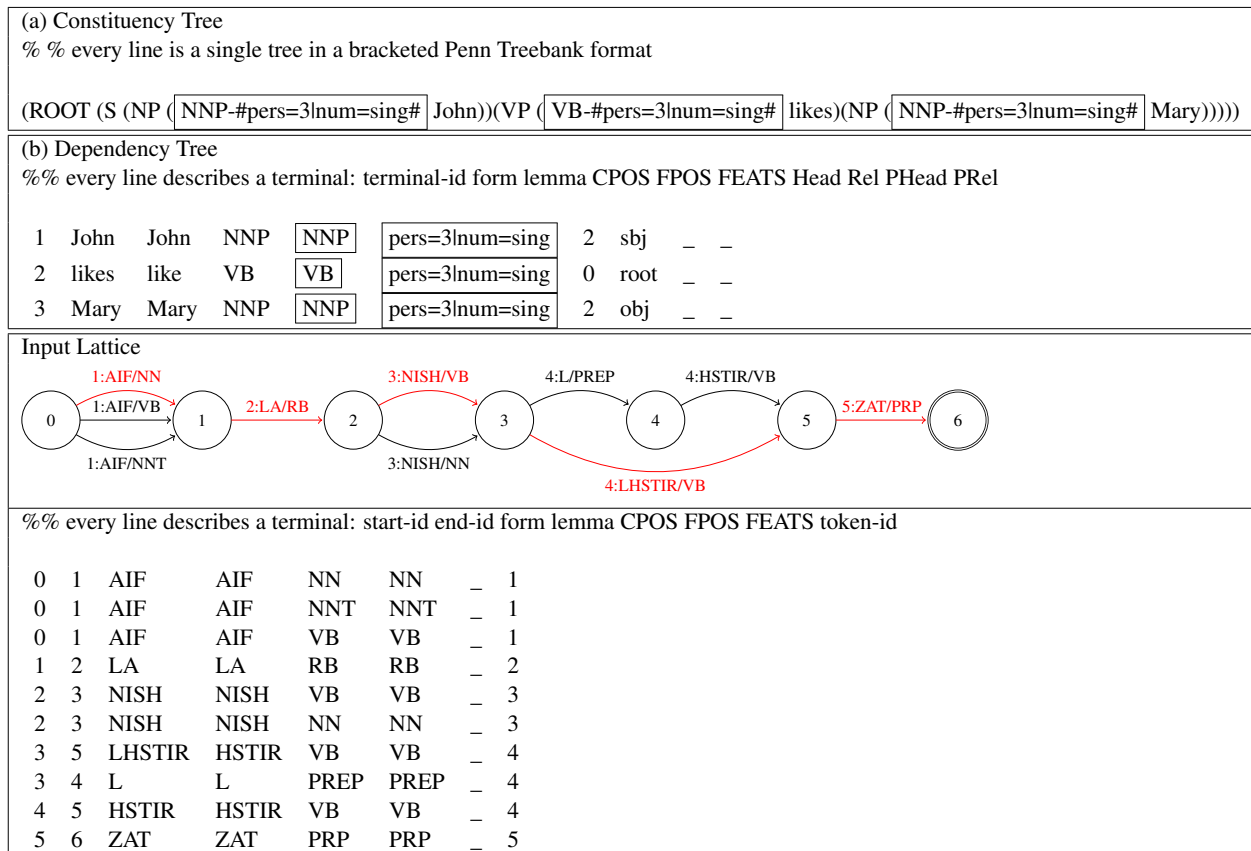 (a) Constituency Tree
% % every line is a single tree in a bracketed Penn Treebank format
(ROOT (S (NP ( NNP-#pers=3|num=sing# John))(VP ( VB-#pers=3|num=sing# likes)(NP ( NNP-#pers=3|num=sing# Mary)))))
(b) Dependency Tree
%% every line describes a terminal: terminal-id form lemma CPOS FPOS FEATS Head Rel PHead PRel
1 John John NNP NNP pers=3|num=sing 2 sbj _ _
2 likes like VB VB pers=3|num=sing 0 root _ _
3 Mary Mary NNP NNP pers=3|num=sing 2 obj _ _
Input Lattice
1:AIF/NN 3:NISH/VB 4:L/PREP 4:HSTIR/VB
1:AIF/VB 2:LA/RB 5:ZAT/PRP
0 1 2 3 4 5 6
1:AIF/NNT 3:NISH/NN
4:LHSTIR/VB
%% every line describes a terminal: start-id end-id form lemma CPOS FPOS FEATS token-id
0 1 AIF AIF NN NN _ 1
0 1 AIF AIF NNT NNT _ 1
0 1 AIF AIF VB VB _ 1
1 2 LA LA RB RB _ 2
2 3 NISH NISH VB VB _ 3
2 3 NISH NISH NN NN _ 3
3 5 LHSTIR HSTIR VB VB _ 4
3 4 L L PREP PREP _ 4
4 5 HSTIR HSTIR VB VB _ 4
5 6 ZAT ZAT PRP PRP _ 5